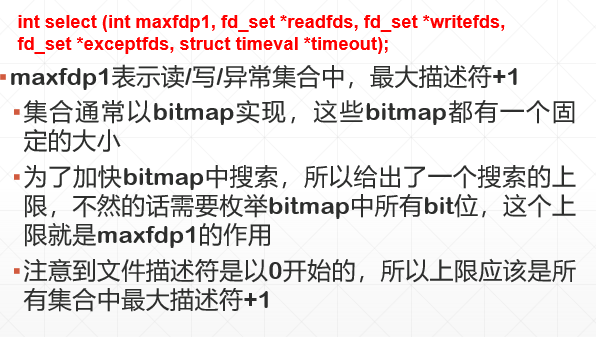 int select (int maxfdp1, fd_set *readfds, fd_set *writefds,
fd_set *exceptfds, struct timeval *timeout);
▪maxfdp1表示读/写/异常集合中，最大描述符+1
▪集合通常以bitmap实现，这些bitmap都有一个固
定的大小
▪为了加快bitmap中搜索，所以给出了一个搜索的上
限，不然的话需要枚举bitmap中所有bit位，这个上
限就是maxfdp1的作用
▪注意到文件描述符是以0开始的，所以上限应该是所
有集合中最大描述符+1